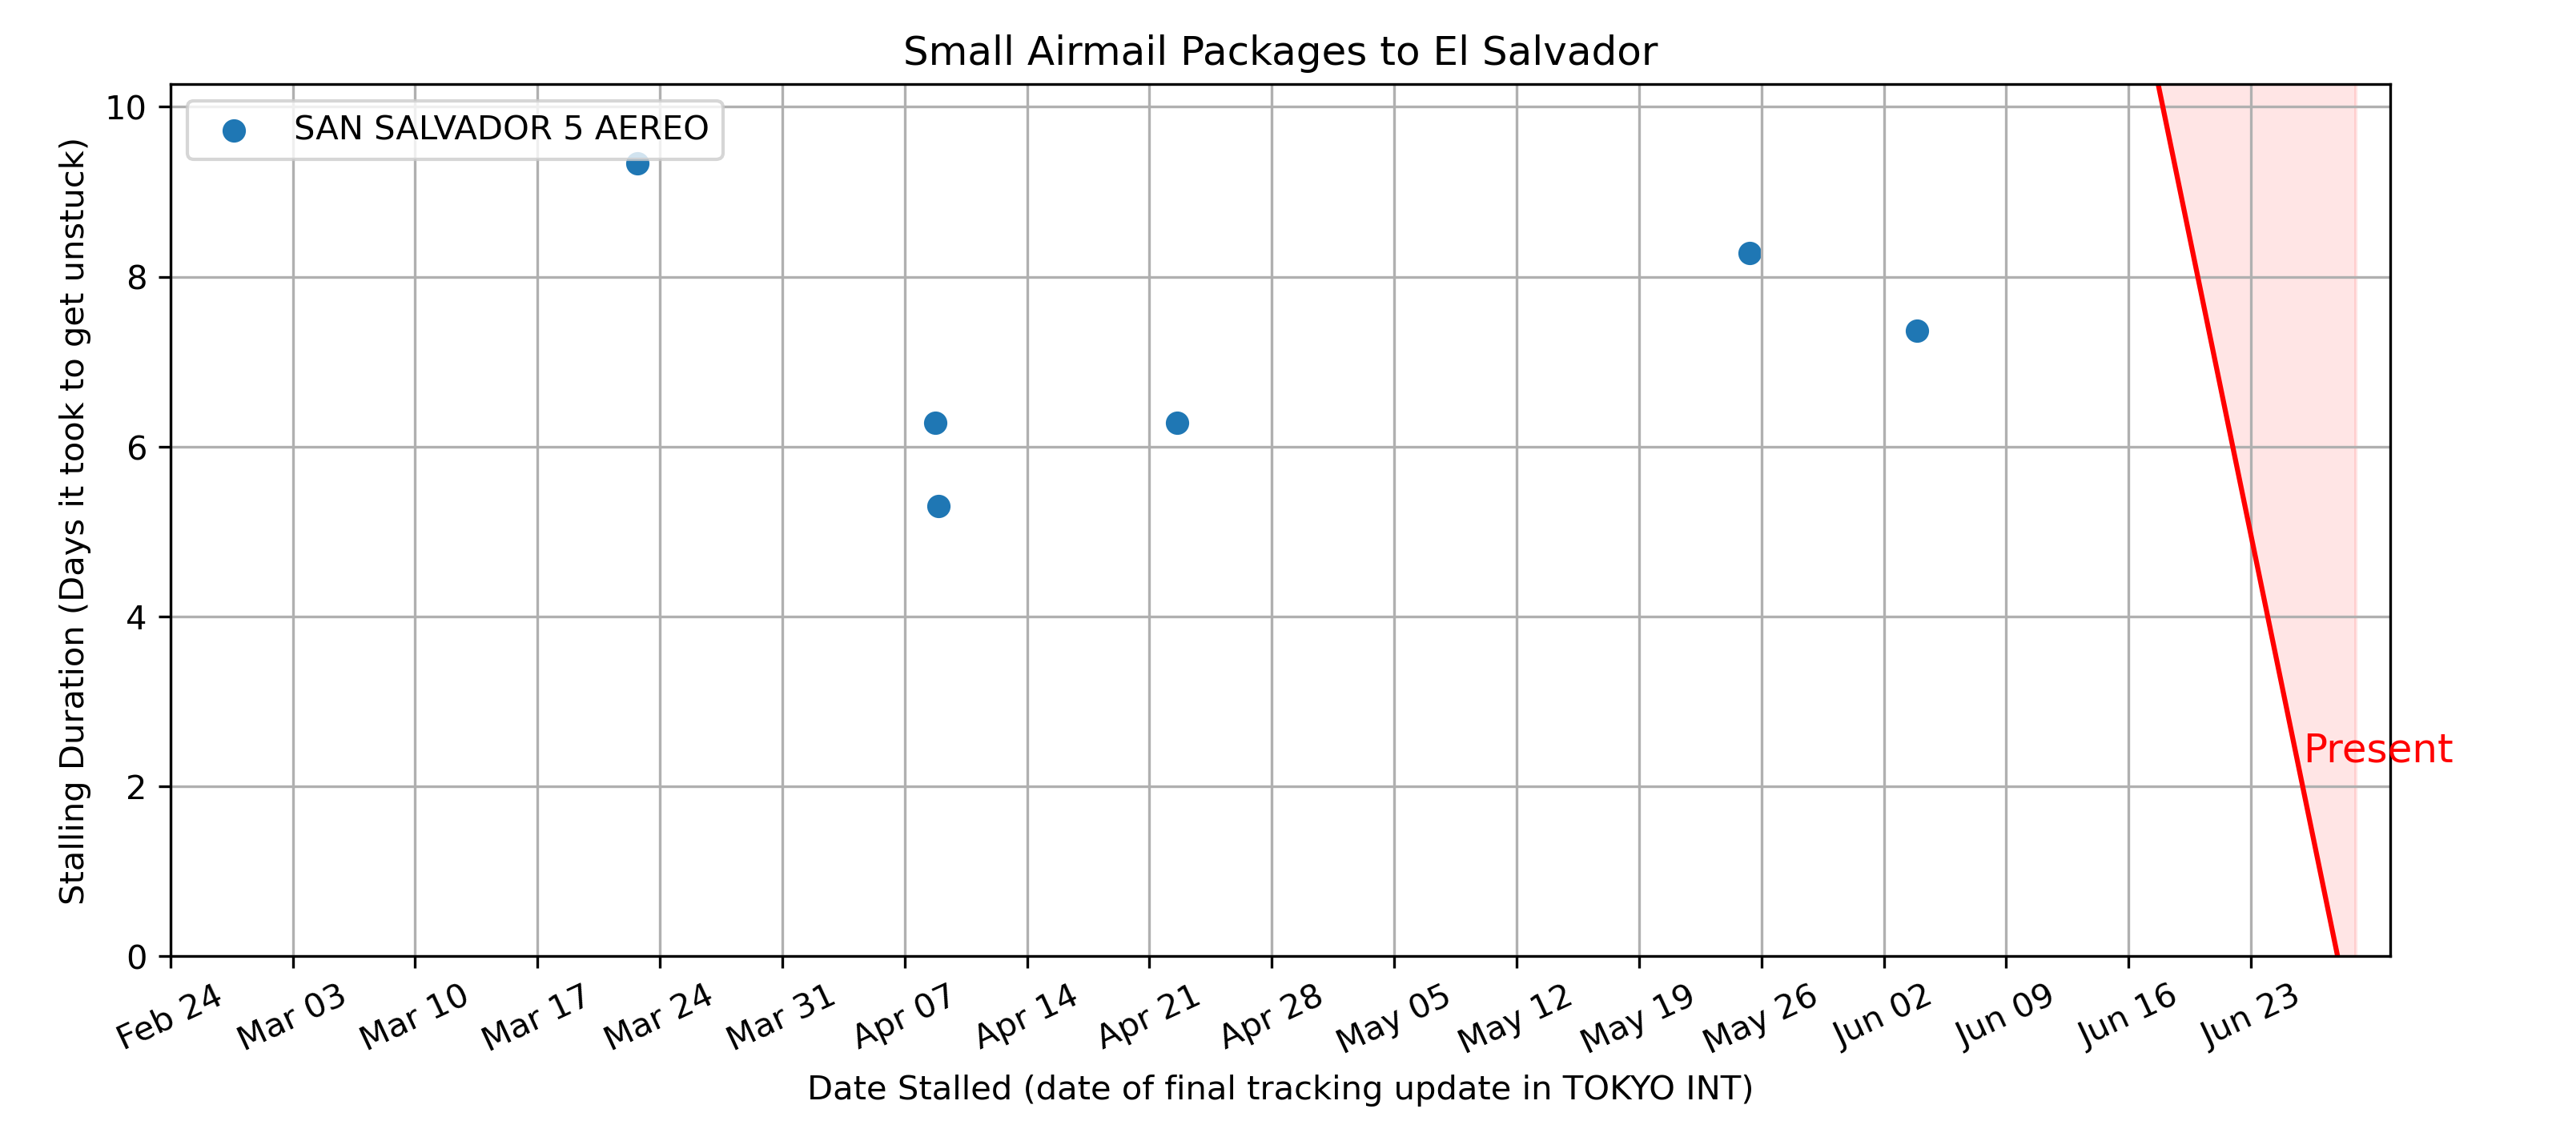 Small Airmail Packages to El Salvador
SAN SALVADOR 5 AEREO
Stalling Duration (Days it took to get unstuck)
10
8
6
4
2
0
Present
Feb 24
Mar 03
Mar 10
Mar 17
Mar 24
Mar 31
Apr 07
Apr 14
Apr 21
Apr 28
May 05
May 12
May 19
May 26
Jun 02
Jun 09
Jun 16
Jun 23
Date Stalled (date of final tracking update in TOKYO INT)